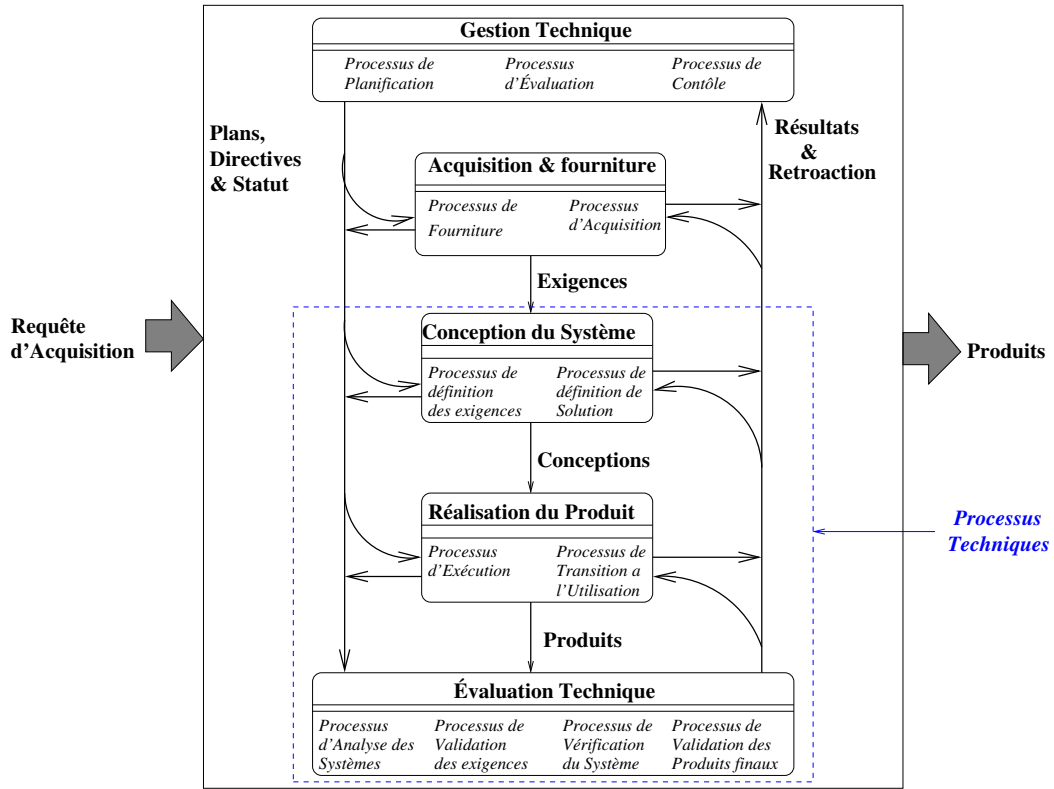 Gestion Technique
Processus de
Planification
Processus
d'Évaluation
Processus de
Contôle
Plans,
Directives
& Statut
Résultats
&
Retroaction
Acquisition & fourniture
Processus de
Fourniture
Processus
d'Acquisition
Exigences
Requête
d'Acquisition
Produits
Conception du Système
Processus de
définition
des exigences
Processus de
définition de
Solution
Conceptions
Réalisation du Produit
Processus
d'Exécution
Processus de
Transition a
l'Utilisation
Processus
Techniques
Produits
Évaluation Technique
Processus
d'Analyse des
Systèmes
Processus de
Validation
des exigences
Processus de
Vérification
du Système
Processus de
Validation des
Produits finaux